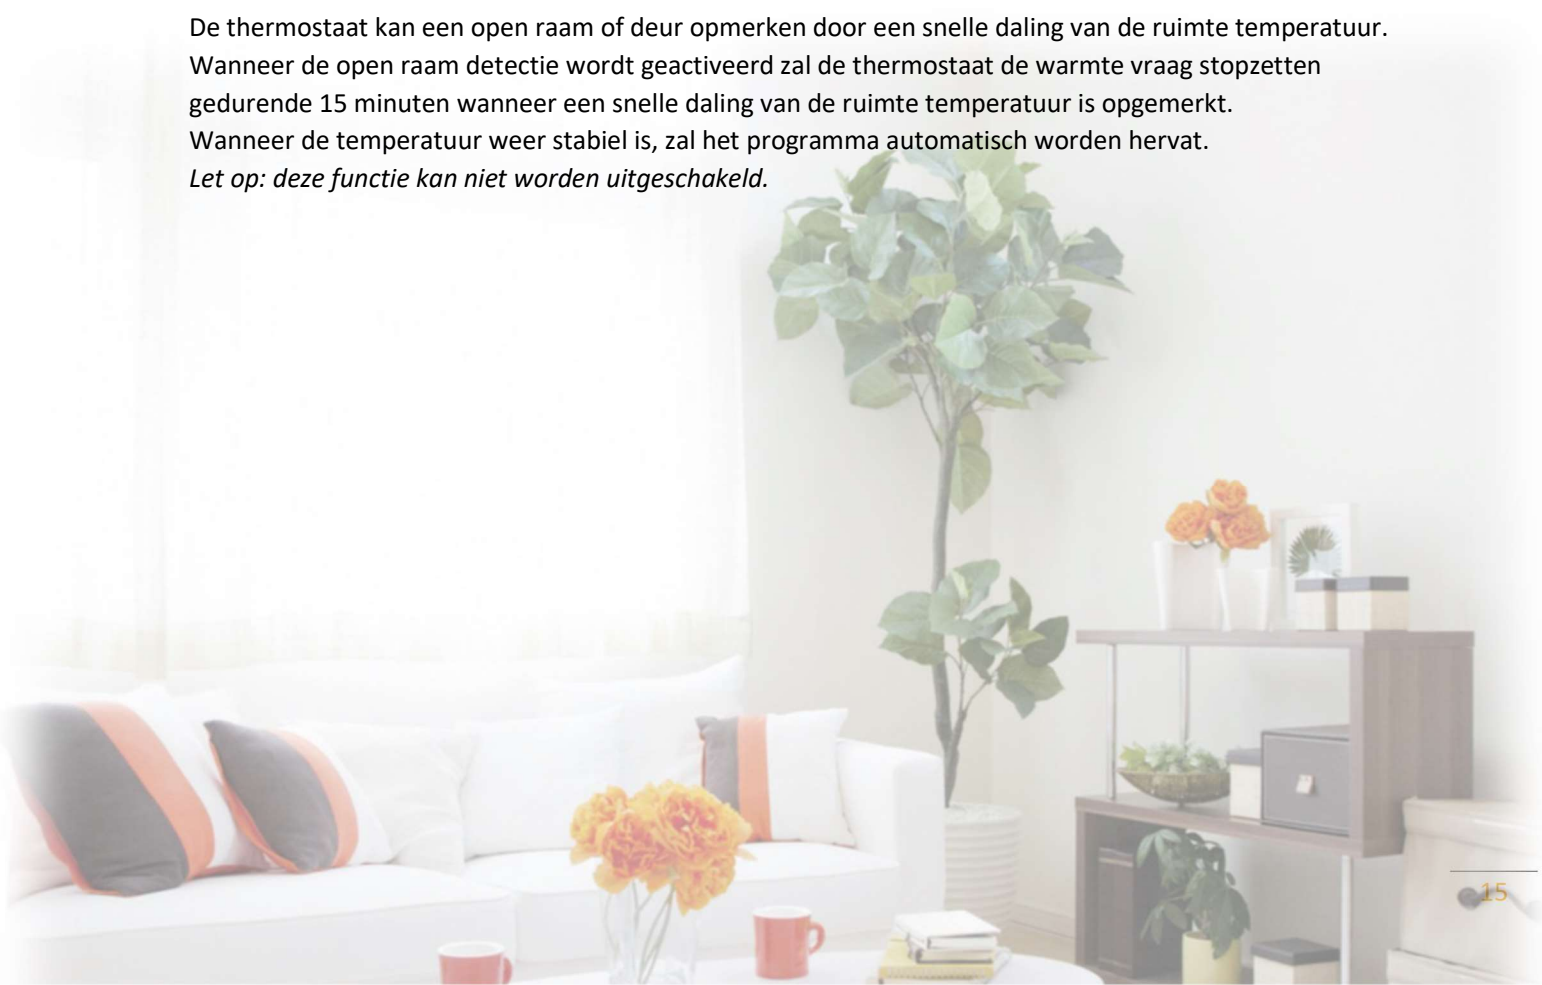 De thermostaat kan een open raam of deur opmerken door een snelle daling van de ruimte temperatuur.
Wanneer de open raam detectie wordt geactiveerd zal de thermostaat de warmte vraag stopzetten
gedurende 15 minuten wanneer een snelle daling van de ruimte temperatuur is opgemerkt.
Wanneer de temperatuur weer stabiel is, zal het programma automatisch worden hervat.
Let op: deze functie kan niet worden uitgeschakeld.
15